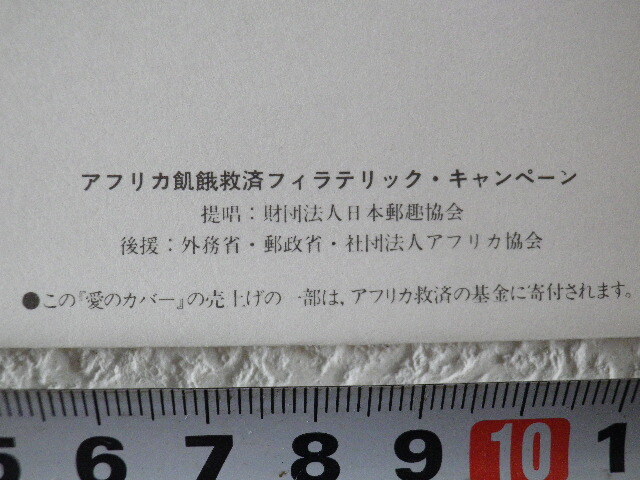 アフリカ飢餓救済フィラテリック・キャンペーン
提唱：財団法人日本郵趣協会
後援：外務省・郵政省・社団法人アフリカ協会
●この『愛のカバー』の売上げの一部は、アフリカ救済の基金に寄付されます。
5 6 7 8 9 10 1